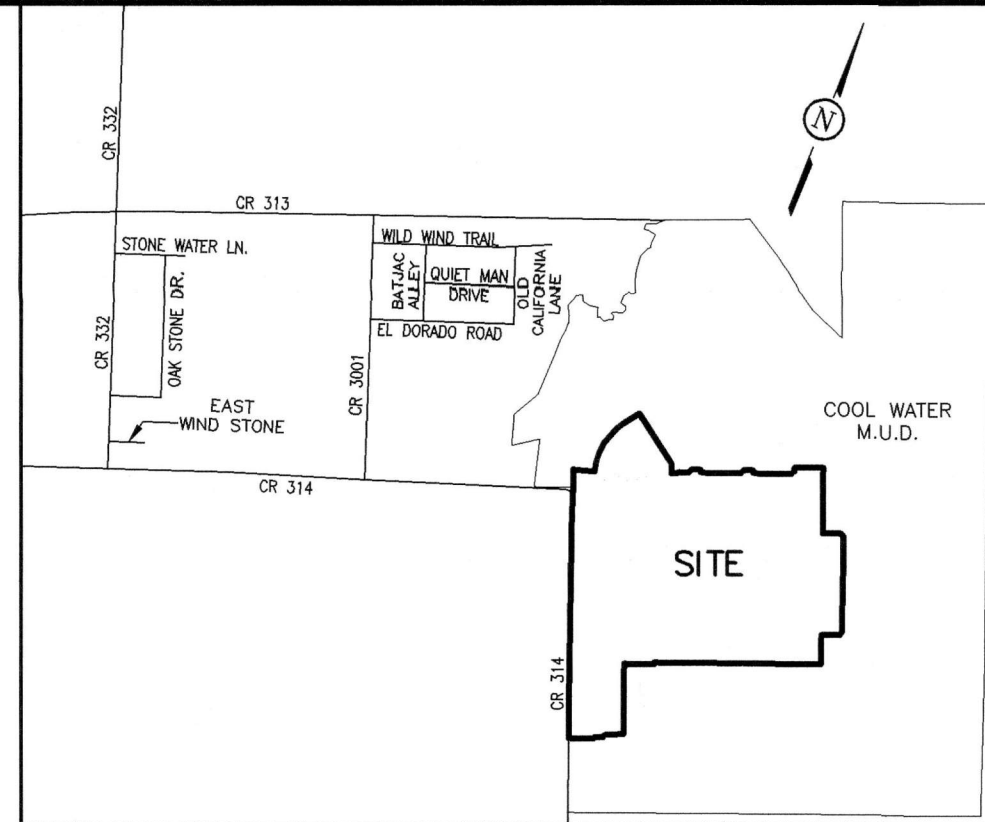 N
CR 332
CR 313
STONE WATER LN.
WILD WIND TRAIL
BATJAC
ALLEY
QUIET MAN
DRIVE
OLD
CALIFORNIA
LANE
EL DORADO ROAD
OAK STONE DR.
CR 332
CR 3001
EAST
WIND STONE
COOL WATER
M.U.D.
CR 314
SITE
CR 314